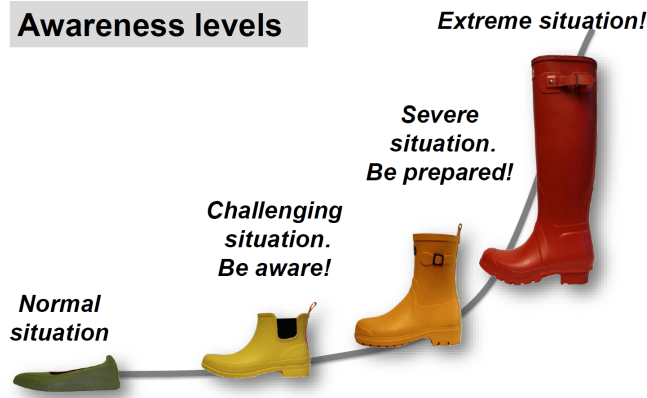 Awareness levels
Extreme situation!
Severe
situation.
Be prepared!
Challenging
situation.
Be aware!
Normal
situation